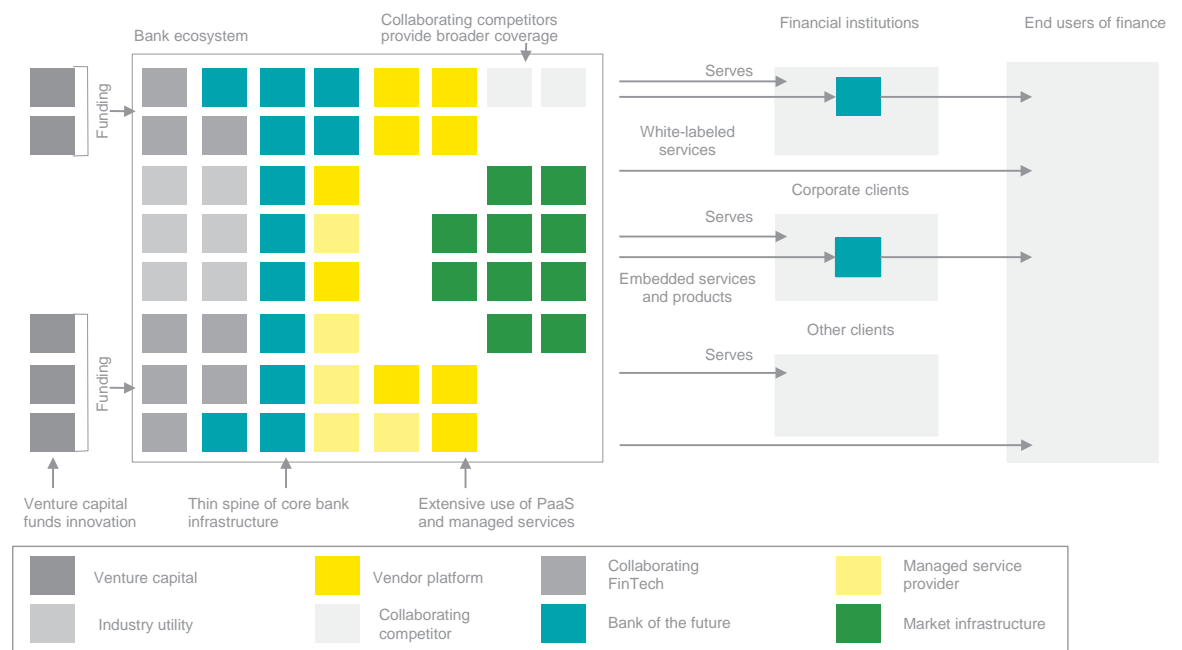 Collaborating competitors
provide broader coverage
Financial institutions
End users of finance
Bank ecosystem
Funding
Serves
White-labeled
services
Corporate clients
Serves
Embedded services
and products
Other clients
Funding
Serves
Venture capital
funds innovation
Thin spine of core bank
infrastructure
Extensive use of PaaS
and managed services
Venture capital
Vendor platform
Collaborating
FinTech
Managed service
provider
Industry utility
Collaborating
competitor
Bank of the future
Market infrastructure